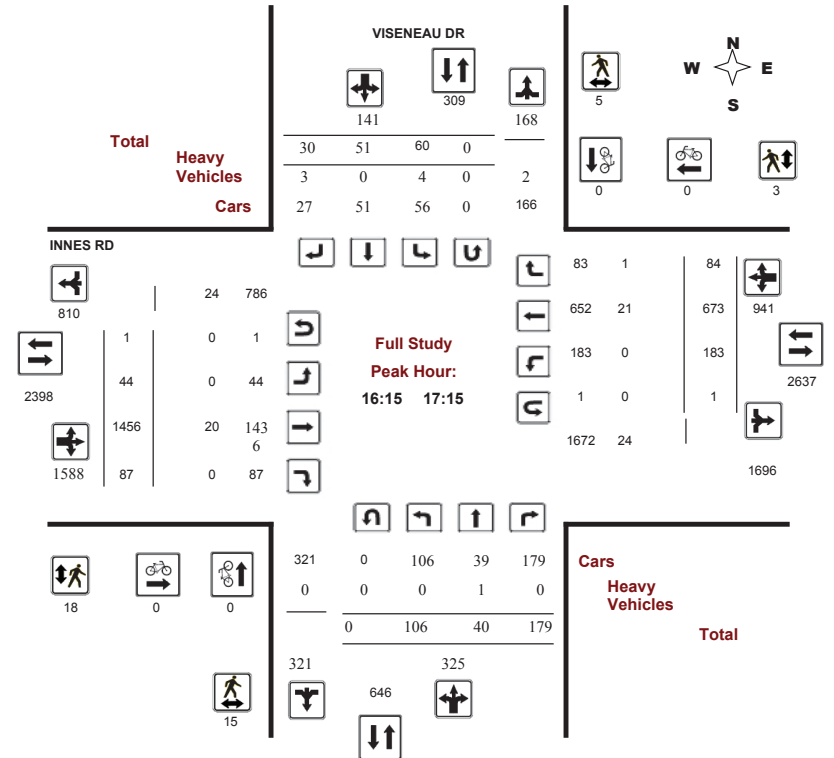 VISENEAU DR
N
W E
S
309
5
141 168
Total
30 51 60 0
Heavy
Vehicles
3 0 4 0 2
Cars
27 51 56 0 166
0 0 3
INNES RD
810
24 786
83 1 84
941
2398
1 0 1
652 21 673
2637
44 0 44
183 0 183
Full Study
Peak Hour:
16:15 17:15
1588
1456 20 143
6
1 0 1
87 0 87
1672 24
1696
321 0 106 39 179
Cars
0 0 0 1 0
Heavy
Vehicles
0 106 40 179
Total
18 0 0
321 325
646
15